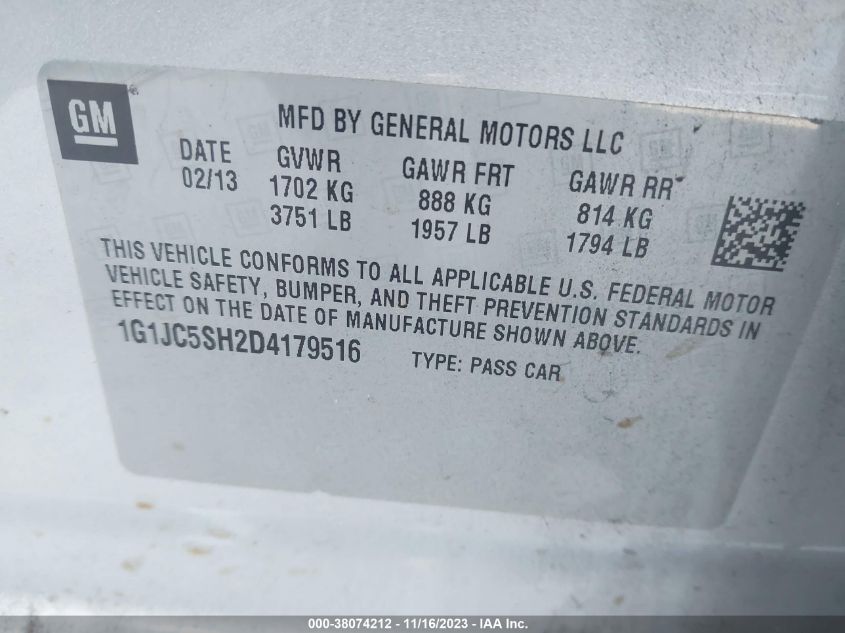 GM
MFD BY GENERAL MOTORS LLC
DATE GVWR GAWR FRT GAWR RR
02/13 1702 KG 888 KG 814 KG
3751 LB 1957 LB 1794 LB
THIS VEHICLE CONFORMS TO ALL APPLICABLE U.S. FEDERAL MOTOR
VEHICLE SAFETY, BUMPER, AND THEFT PREVENTION STANDARDS IN
EFFECT ON THE DATE OF MANUFACTURE SHOWN ABOVE.
1G1JC5SH2D4179516 TYPE: PASS CAR
000-38074212 - 11/16/2023 - IAA Inc.